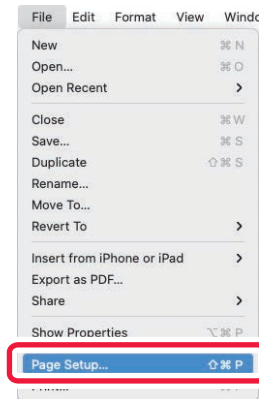 File Edit Format View
New ⌘ N
Open... ⌘ O
Open Recent >
Close ⌘ W
Save... ⌘ S
Duplicate ⇧ ⌘ S
Rename...
Move To...
Revert To >
Insert from iPhone or iPad >
Export as PDF...
Share >
Show Properties ⌥ ⌘ P
Page Setup... ⇧ ⌘ P